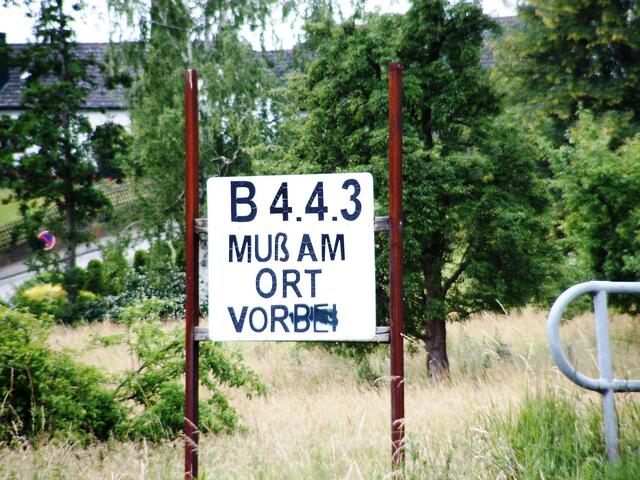 B 4.4.3
MUß AM
ORT
VORBEI